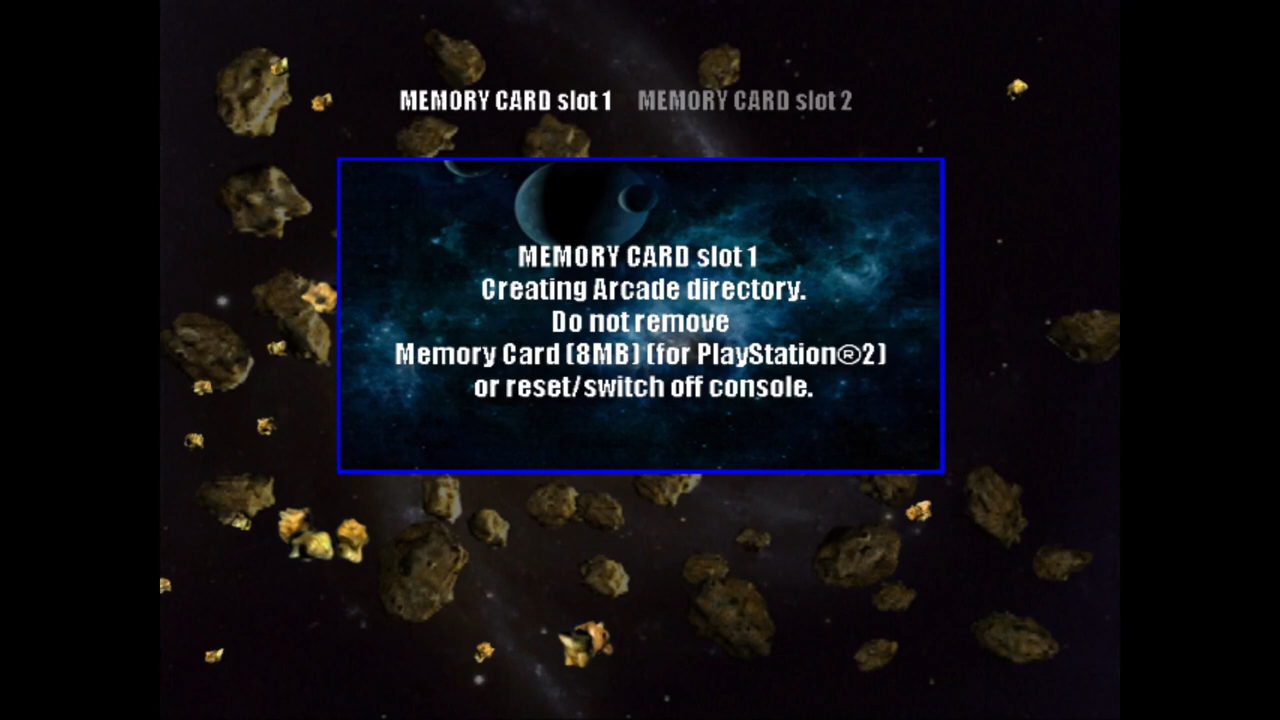 MEMORY CARD slot 1 MEMORY CARD slot 2
MEMORY CARD slot 1
Creating Arcade directory.
Do not remove
Memory Card (8MB) (for PlayStation®2)
or reset/switch off console.